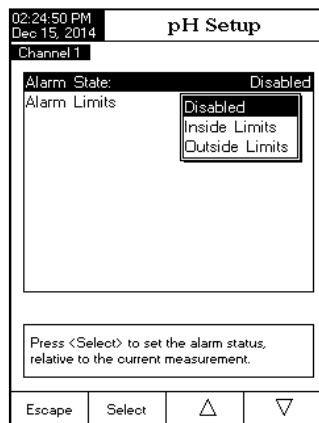 02:24:50 PM
Dec 15, 2014
pH Setup
Channel 1
Alarm State: Disabled
Alarm Limits
Disabled
Inside Limits
Outside Limits
Press <Select> to set the alarm status,
relative to the current measurement.
Escape Select △ ▽